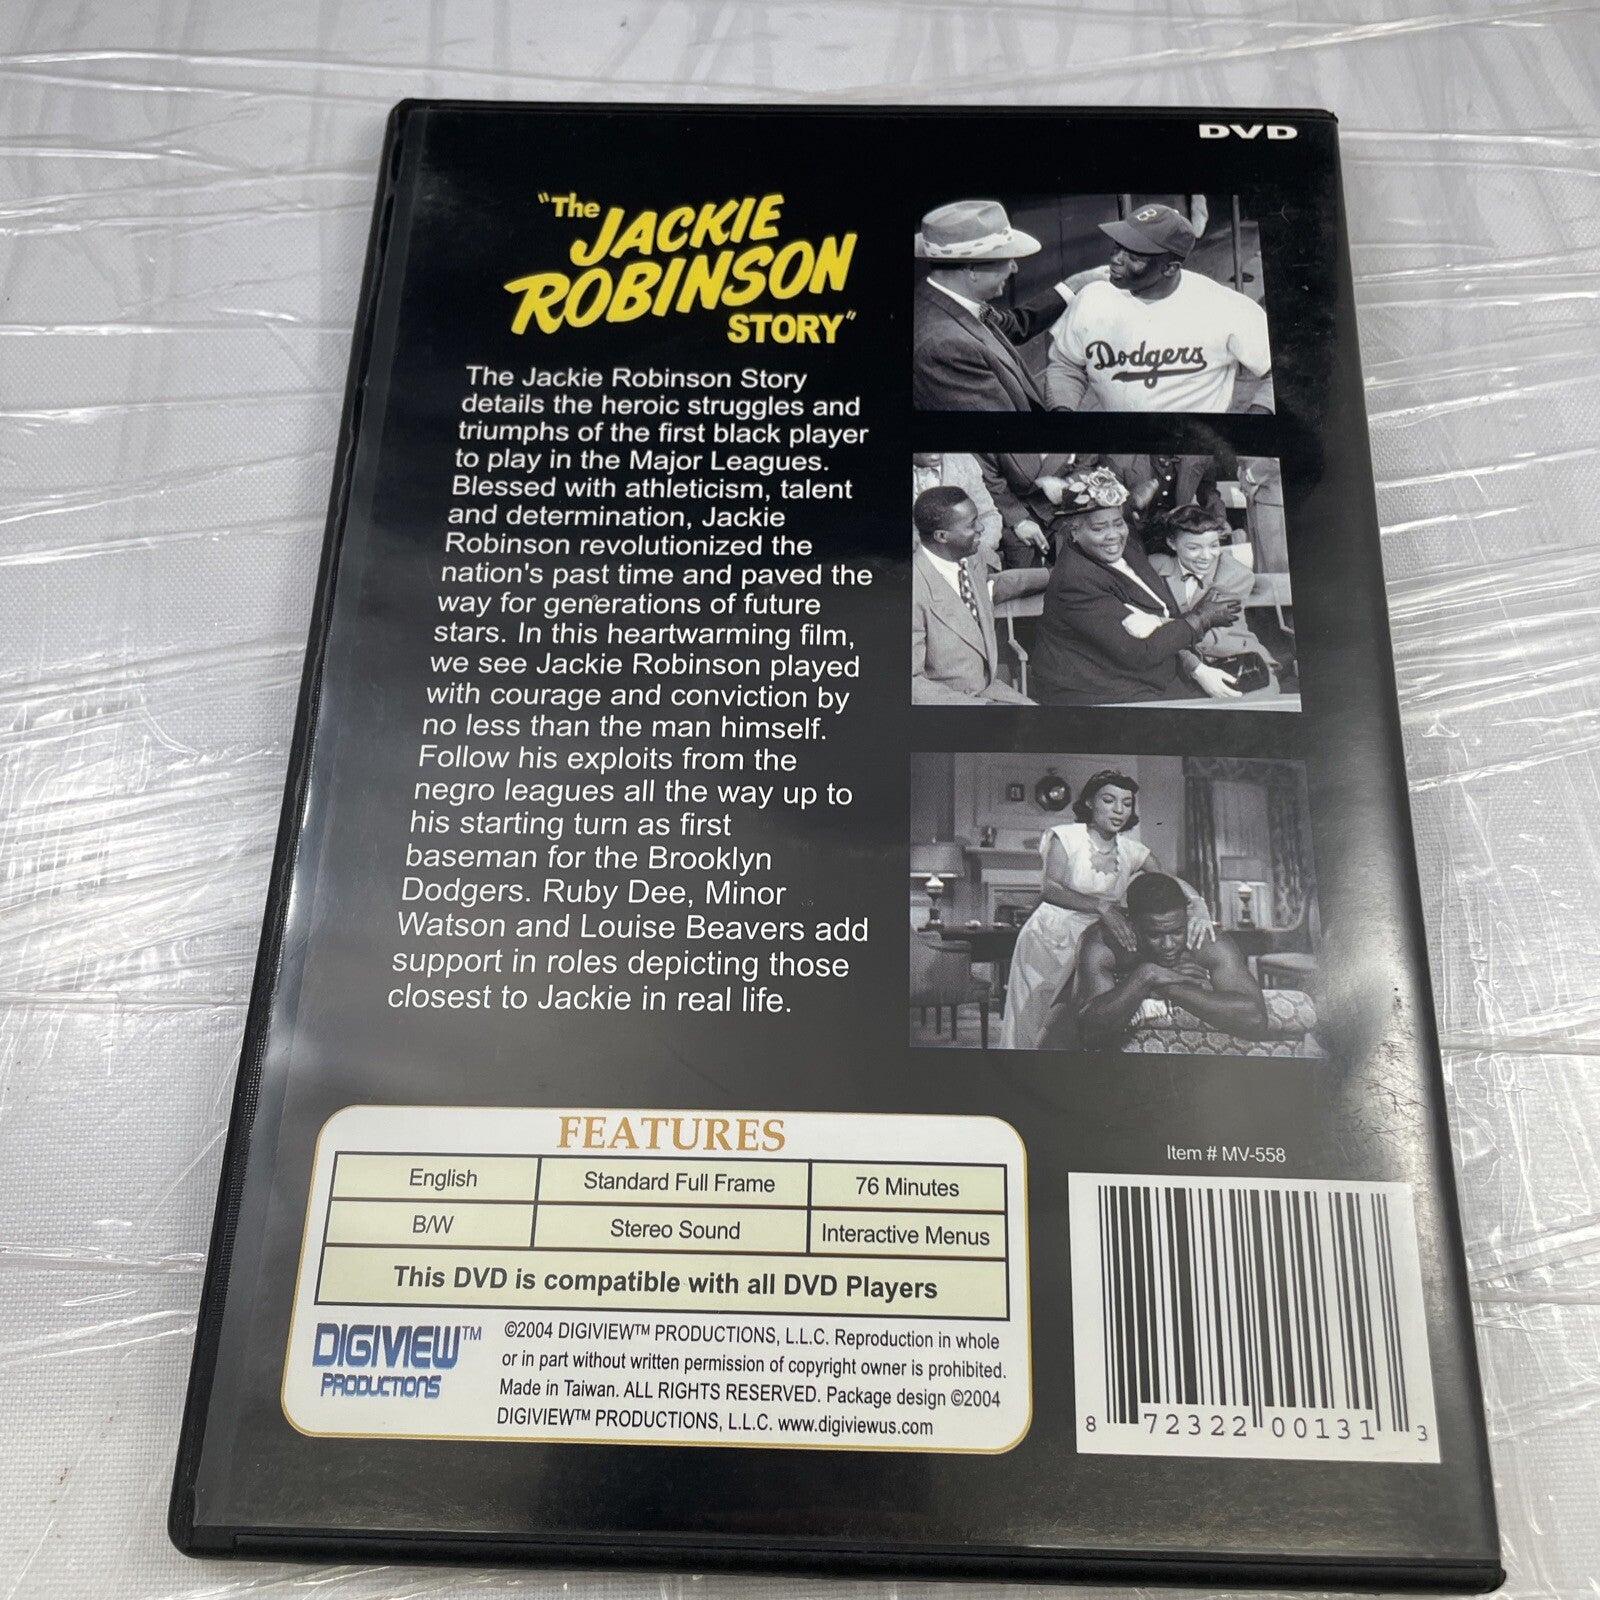 DVD
"The
JACKIE
ROBINSON
STORY"
The Jackie Robinson Story
details the heroic struggles and
triumphs of the first black player
to play in the Major Leagues.
Blessed with athleticism, talent
and determination, Jackie
Robinson revolutionized the
nation's past time and paved the
way for generations of future
stars. In this heartwarming film,
we see Jackie Robinson played
with courage and conviction by
no less than the man himself.
Follow his exploits from the
negro leagues all the way up to
his starting turn as first
baseman for the Brooklyn
Dodgers. Ruby Dee, Minor
Watson and Louise Beavers add
support in roles depicting those
closest to Jackie in real life.
B
Dodgers
FEATURES
English Standard Full Frame 76 Minutes
B/W Stereo Sound Interactive Menus
This DVD is compatible with all DVD Players
DIGIVIEW™
PRODUCTIONS
©2004 DIGIVIEW™ PRODUCTIONS, L.L.C. Reproduction in whole
or in part without written permission of copyright owner is prohibited.
Made in Taiwan. ALL RIGHTS RESERVED. Package design ©2004
DIGIVIEW™ PRODUCTIONS, L.L.C. www.digiviewus.com
Item # MV-558
8 72322 00131 3